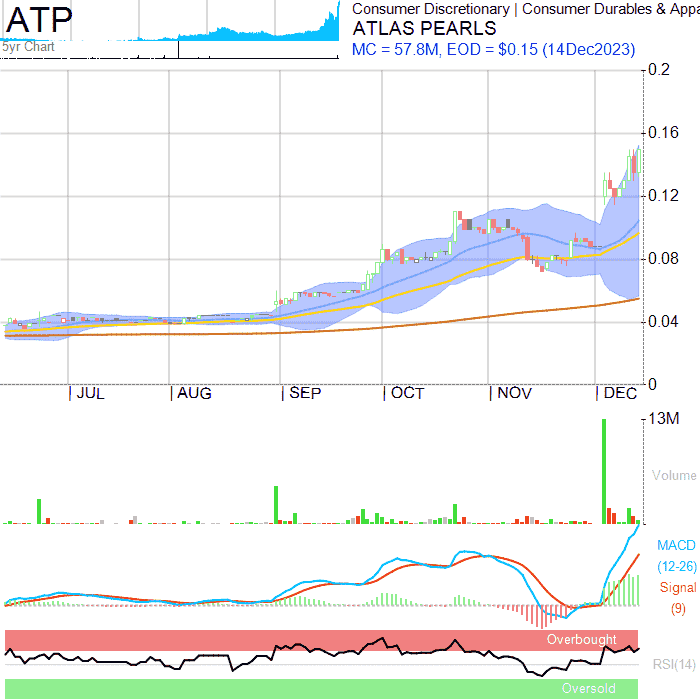 ATP
5yr Chart
Consumer Discretionary | Consumer Durables & Appa
ATLAS PEARLS
MC = 57.8M, EOD = $0.15 (14Dec2023)
0.2
0.16
0.12
0.08
0.04
0
| JUL | AUG | SEP | OCT | NOV | DEC
13M
Volume
MACD
(12-26)
Signal
(9)
Overbought
RSI(14)
Oversold